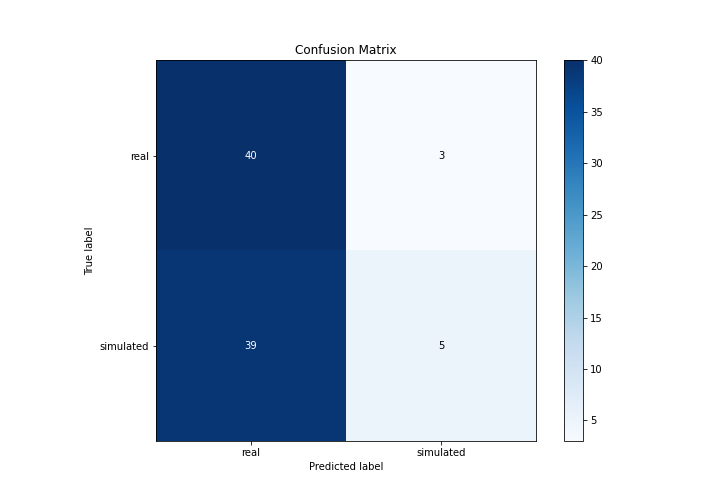 Confusion Matrix
real
simulated
True label
40
3
39
5
real
simulated
Predicted label
40
35
30
25
20
15
10
5